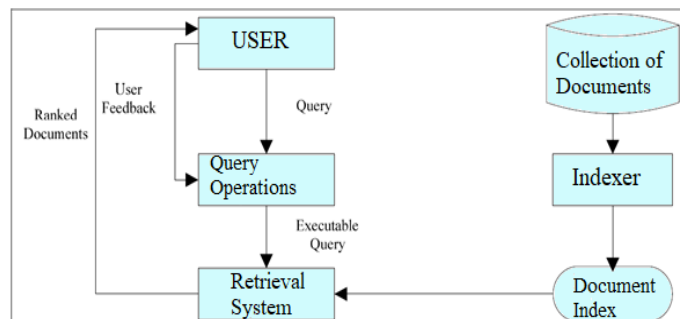 USER
Collection of
Documents
User
Feedback
Ranked
Documents
Query
Query
Operations
Indexer
Executable
Query
Retrieval
System
Document
Index